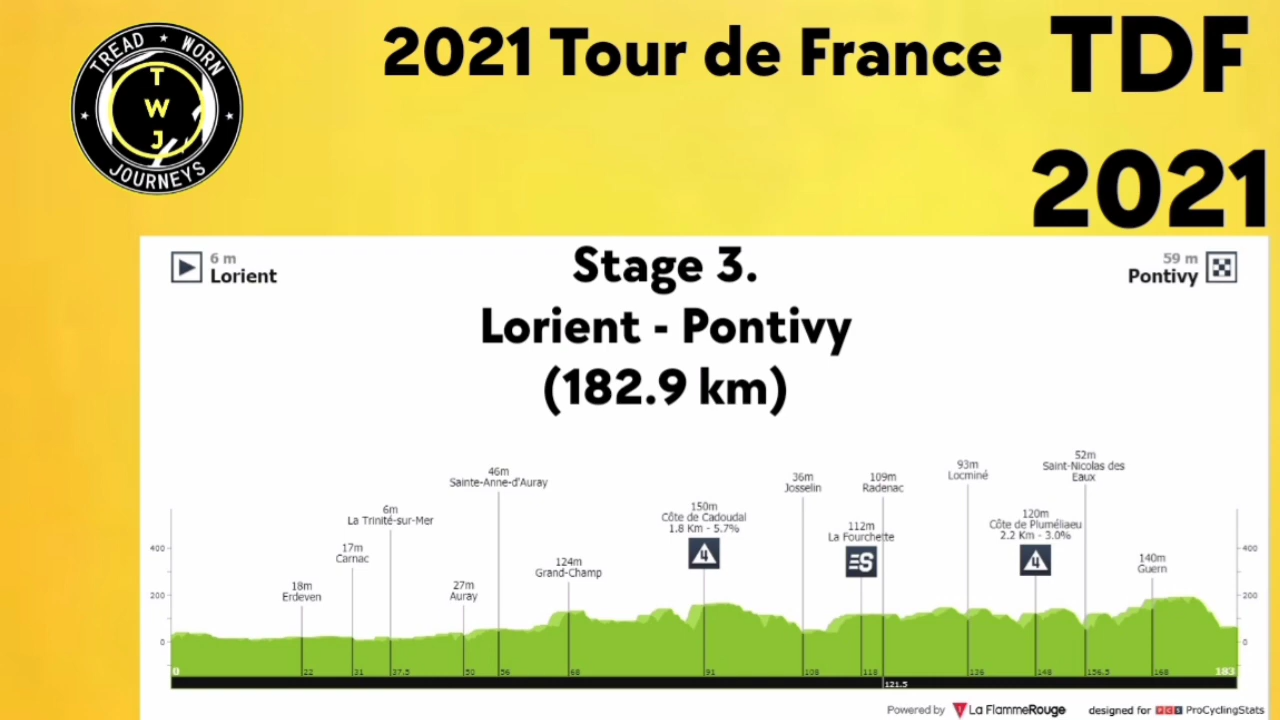 TREAD ★ WORN
T
W
J
JOURNEYS
2021 Tour de France
TDF
2021
6 m
Lorient
59 m
Pontivy
Stage 3.
Lorient - Pontivy
(182.9 km)
18m
Erdeven
17m
Carnac
6m
La Trinité-sur-Mer
27m
Auray
46m
Sainte-Anne-d'Auray
124m
Grand-Champ
150m
Côte de Cadoudal
1.8 Km - 5.7%
4
36m
Josselin
112m
La Fourchette
S
109m
Radenac
93m
Locminé
120m
Côte de Pluméliaeu
2.2 Km - 3.0%
4
52m
Saint-Nicolas des
Eaux
140m
Guern
400
200
0
400
200
0
0 22 31 37,5 50 56 68 91 108 118 136 148 156.5 168 183
121.5
Powered by La FlammeRouge designed for PCS ProCyclingStats